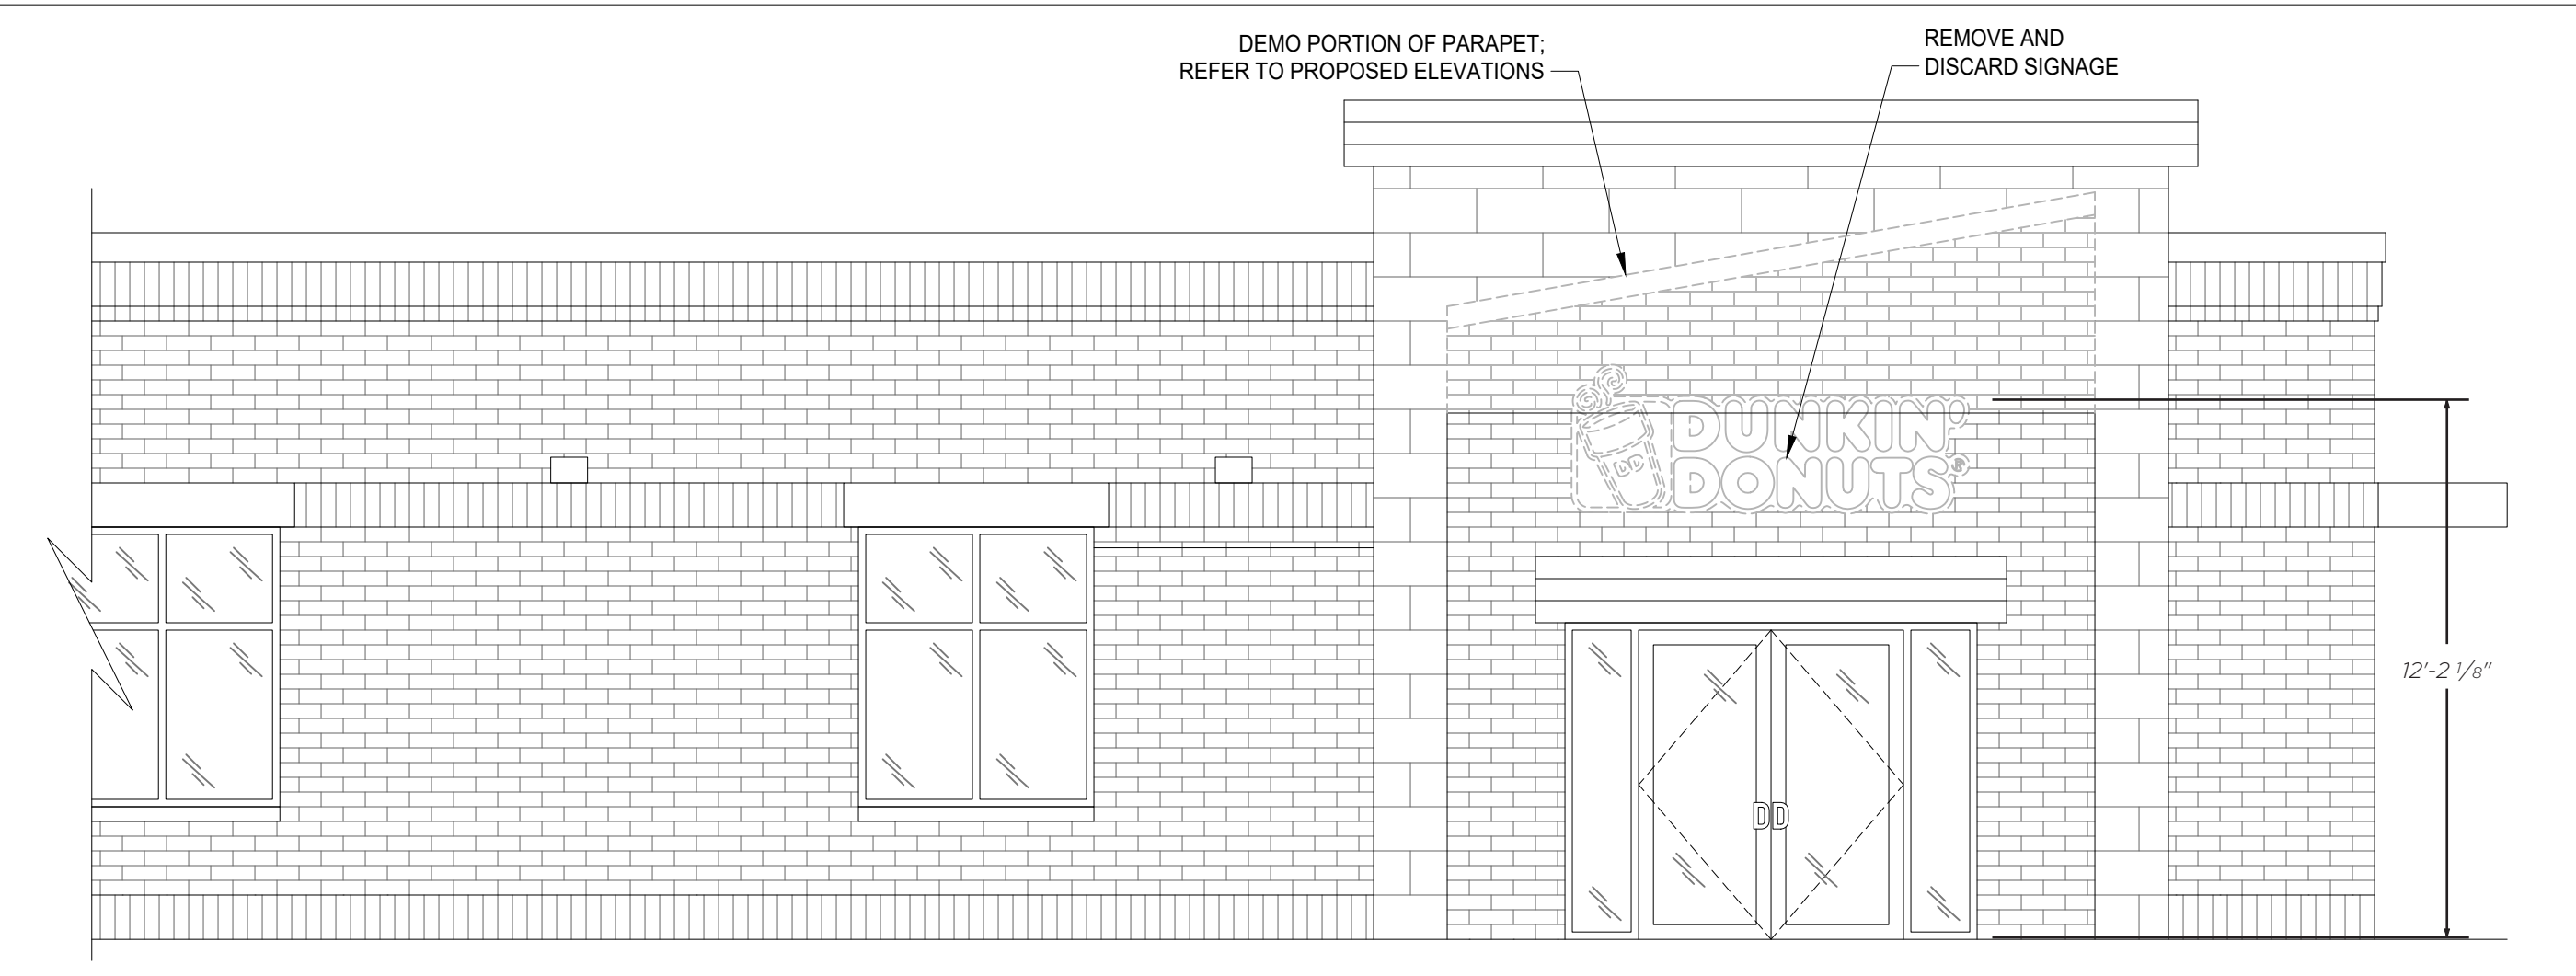 DEMO PORTION OF PARAPET;
REFER TO PROPOSED ELEVATIONS
REMOVE AND
DISCARD SIGNAGE
DUNKIN'
DONUTS®
DD
12'-2 1/8"
DD